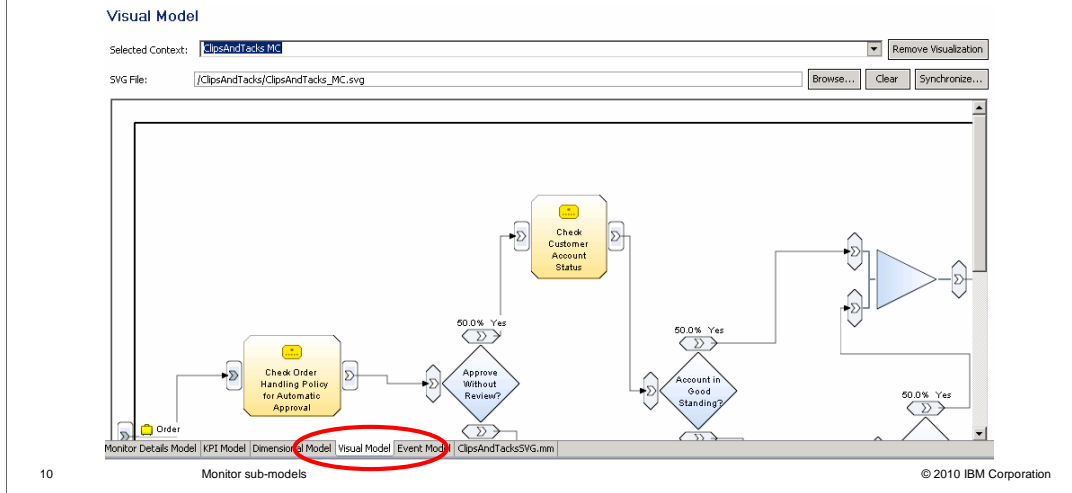 Visual Model
Selected Context: ClipsAndTacks MC Remove Visualization
SVG File: /ClipsAndTacks/ClipsAndTacks_MC.svg Browse... Clear Synchronize...
Check
Customer
Account
Status
50.0% Yes
50.0% Yes
Check Order
Handling Policy
for Automatic
Approval
Approve
Without
Review?
Account in
Good
Standing?
50.0% Yes
Order
Monitor Details Model KPI Model Dimensional Model Visual Model Event Model ClipsAndTacksSVG.mm
10 Monitor sub-models © 2010 IBM Corporation